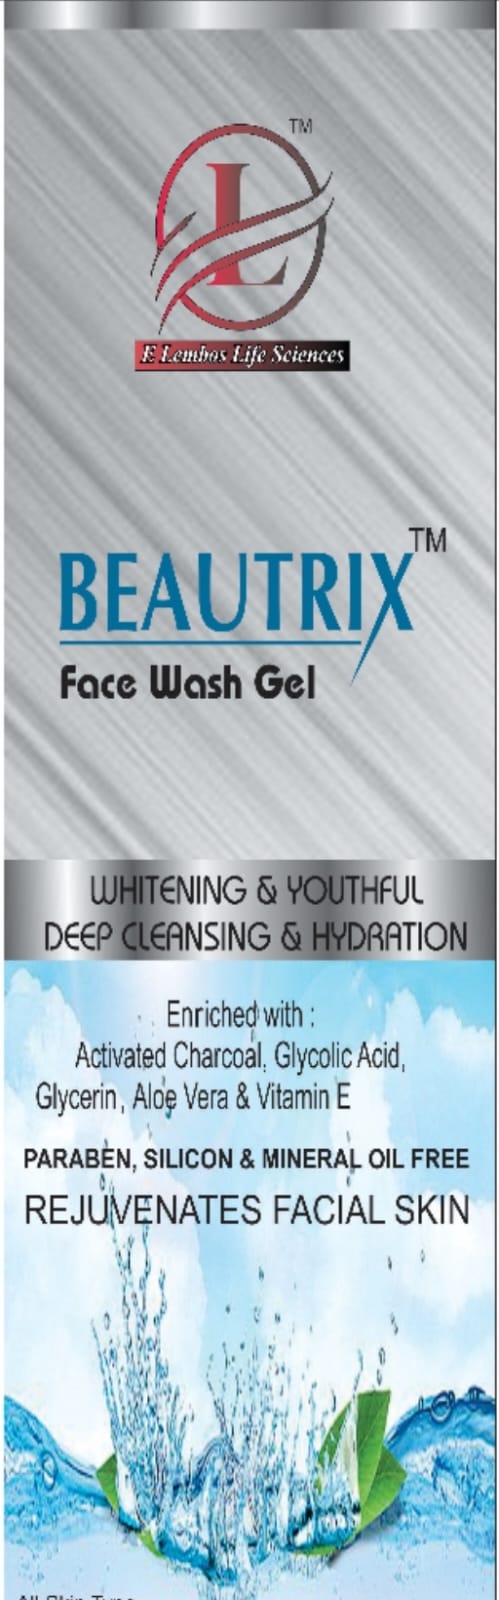 TM
L
E Lembos Life Sciences
BEAUTRIX TM
Face Wash Gel
WHITENING & YOUTHFUL
DEEP CLEANSING & HYDRATION
Enriched with :
Activated Charcoal, Glycolic Acid,
Glycerin, Aloe Vera & Vitamin E
PARABEN, SILICON & MINERAL OIL FREE
REJUVENATES FACIAL SKIN
All Skin Type